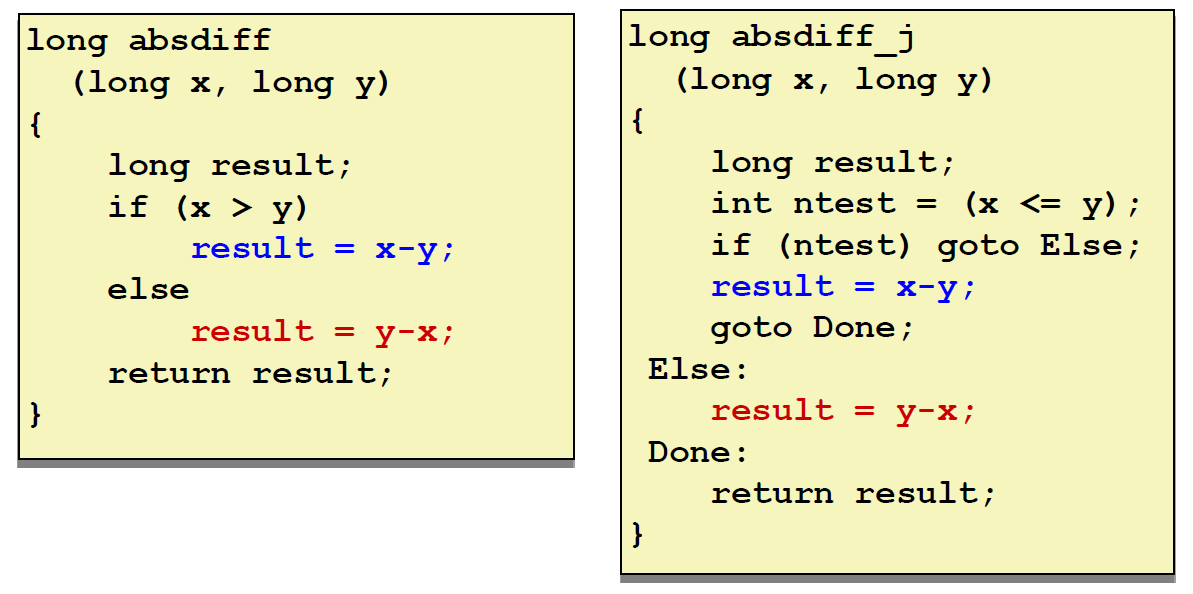 long absdiff
  (long x, long y)
{
    long result;
    if (x > y)
        result = x-y;
    else
        result = y-x;
    return result;
}
long absdiff_j
  (long x, long y)
{
    long result;
    int ntest = (x <= y);
    if (ntest) goto Else;
    result = x-y;
    goto Done;
 Else:
    result = y-x;
 Done:
    return result;
}